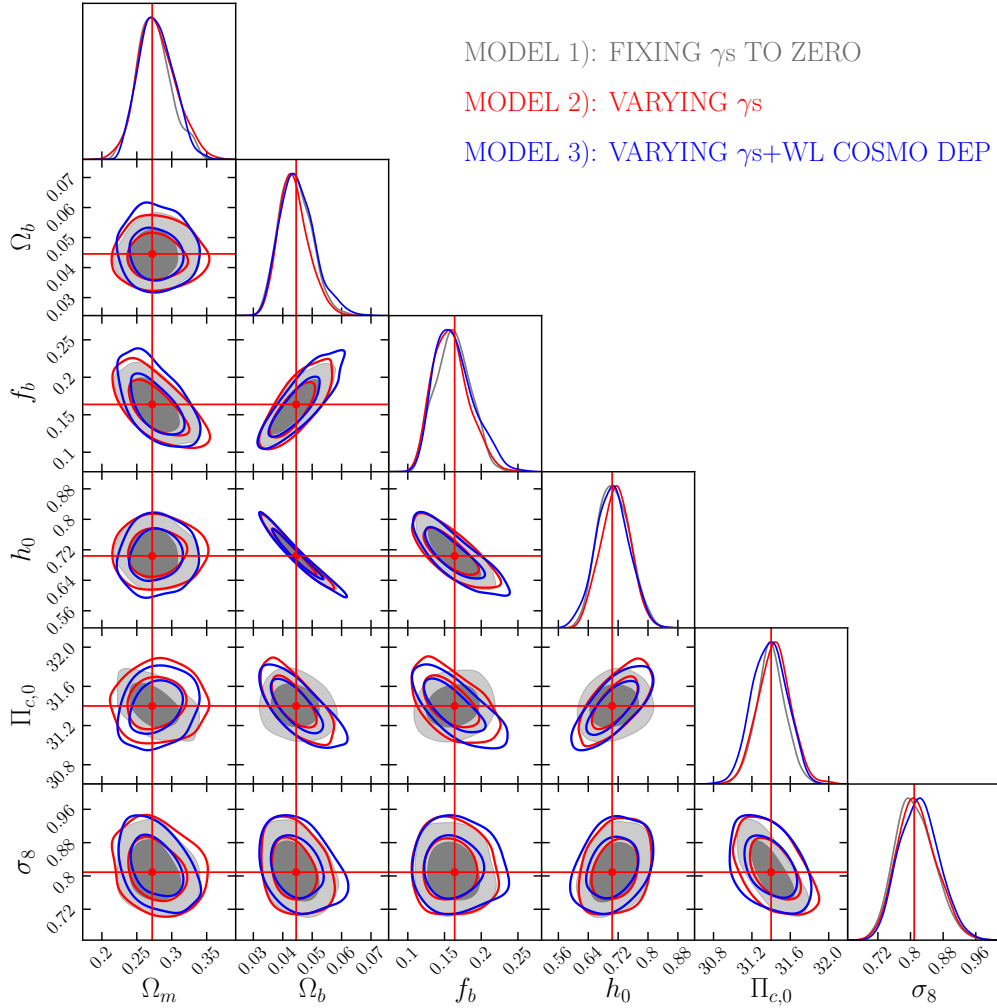 MODEL 1): FIXING γs TO ZERO
MODEL 2): VARYING γs
MODEL 3): VARYING γs+WL COSMO DEP
Ω_b
0.07
0.06
0.05
0.04
0.03
f_b
0.25
0.2
0.15
0.1
h_0
0.88
0.8
0.72
0.64
0.56
Π_{c,0}
32.0
31.6
31.2
30.8
σ_8
0.96
0.88
0.8
0.72
0.2 0.25 0.3 0.35 0.03 0.04 0.05 0.06 0.07 0.1 0.15 0.2 0.25 0.56 0.64 0.72 0.8 0.88 30.8 31.2 31.6 32.0 0.72 0.8 0.88 0.96
Ω_m Ω_b f_b h_0 Π_{c,0} σ_8